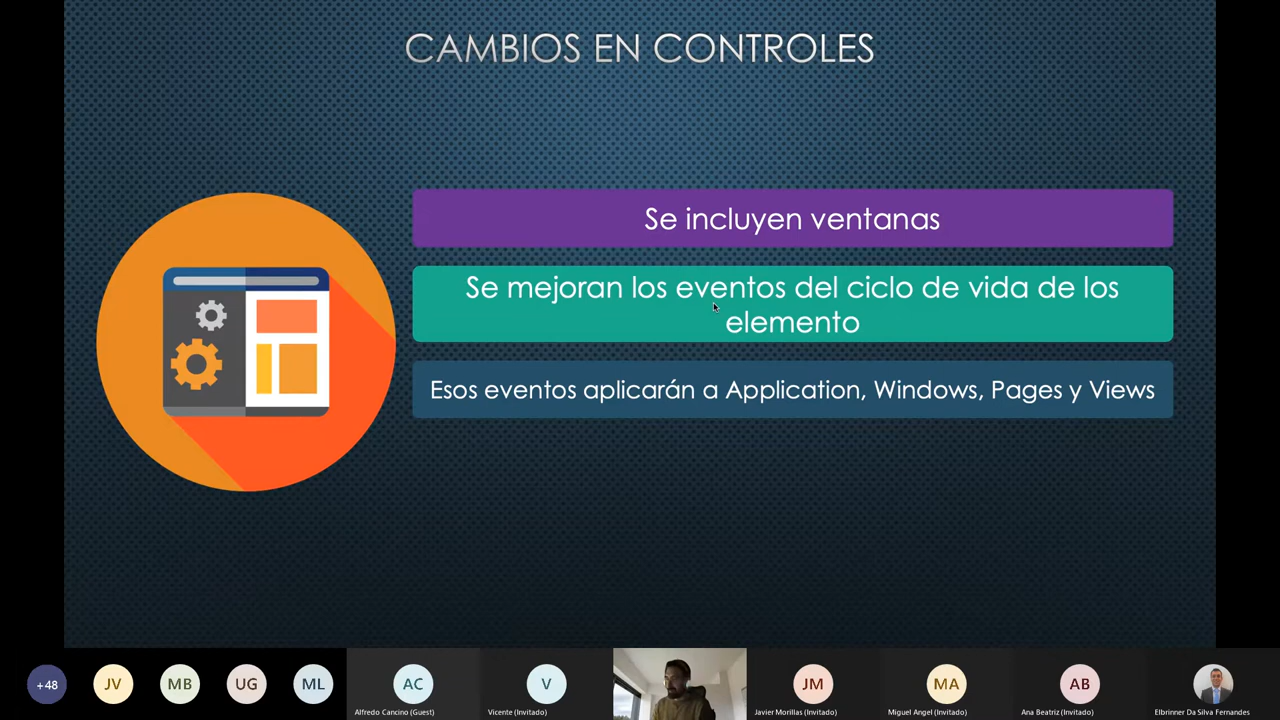 CAMBIOS EN CONTROLES
Se incluyen ventanas
Se mejoran los eventos del ciclo de vida de los
elemento
Esos eventos aplicarán a Application, Windows, Pages y Views
+48
JV
MB
UG
ML
AC
V
JM
MA
AB
Alfredo Cancino (Guest)
Vicente (Invitado)
Javier Morillas (Invitado)
Miguel Angel (Invitado)
Ana Beatriz (Invitado)
Elbrinner Da Silva Fernandes